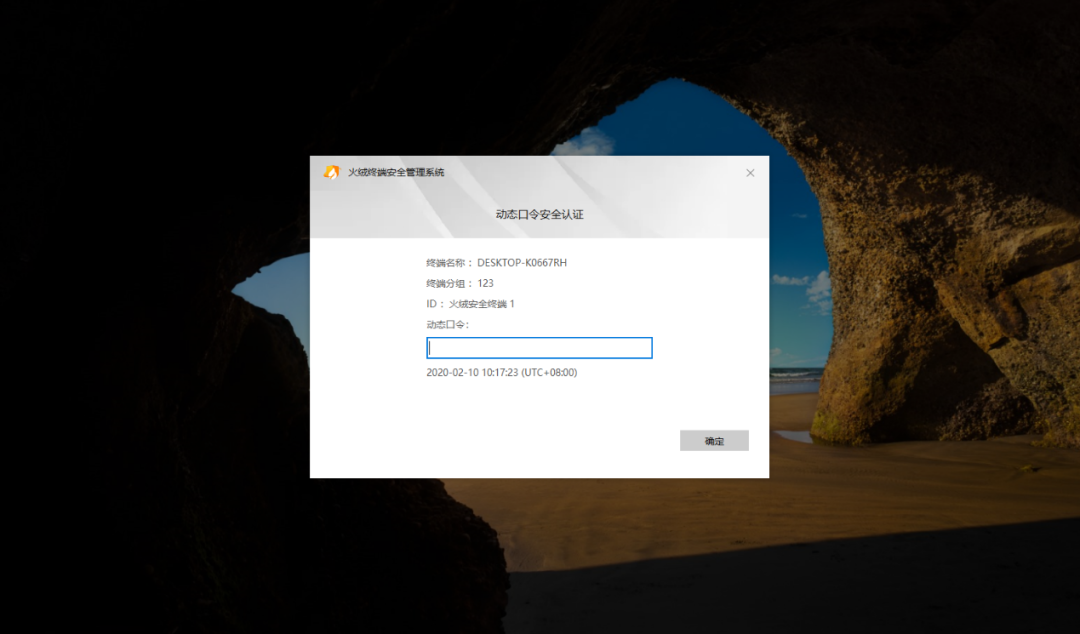 火绒终端安全管理系统
动态口令安全认证
终端名称： DESKTOP-K0667RH
终端分组： 123
ID： 火绒安全终端 1
动态口令：
2020-02-10 10:17:23 (UTC+08:00)
确定